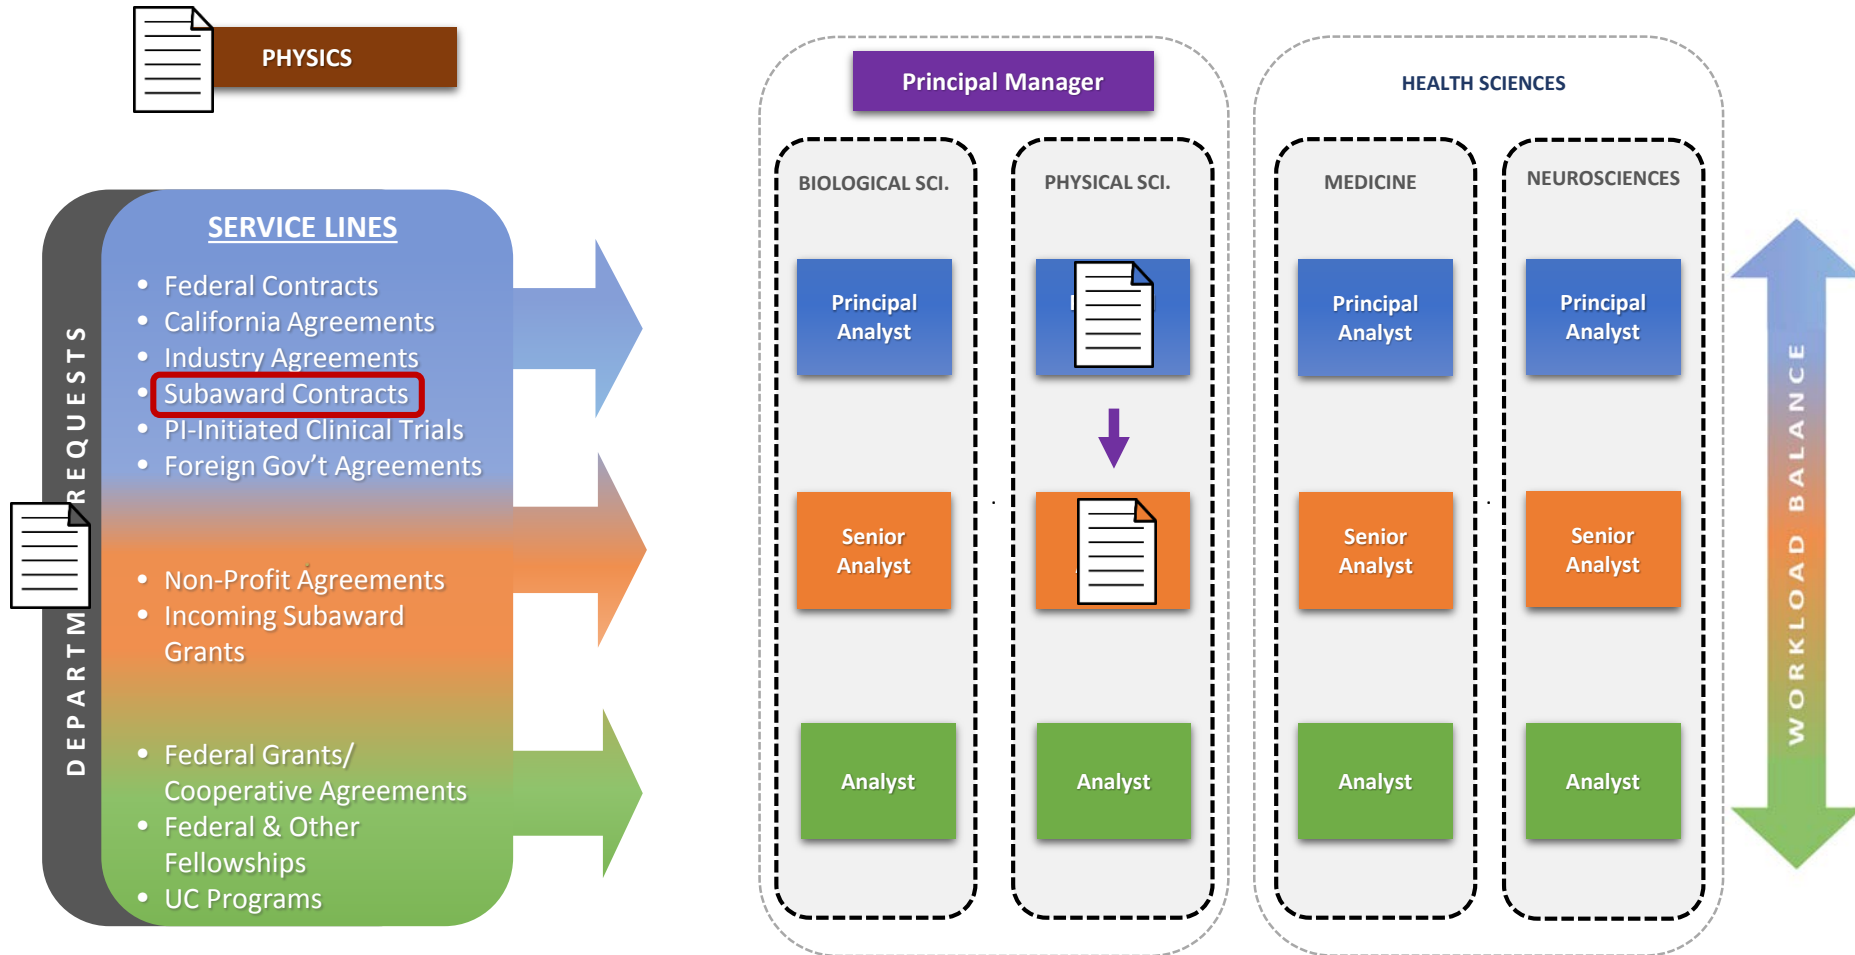 PHYSICS
SERVICE LINES
• Federal Contracts
• California Agreements
• Industry Agreements
• Subaward Contracts
• PI-Initiated Clinical Trials
• Foreign Gov’t Agreements
• Non-Profit Agreements
• Incoming Subaward
Grants
• Federal Grants/
Cooperative Agreements
• Federal & Other
Fellowships
• UC Programs
REQUESTS
Principal Manager
BIOLOGICAL SCI.
Principal
Analyst
Senior
Analyst
Analyst
PHYSICAL SCI.
Analyst
HEALTH SCIENCES
MEDICINE
Principal
Analyst
Senior
Analyst
Analyst
NEUROSCIENCES
Principal
Analyst
Senior
Analyst
Analyst
WORKLOAD BALANCE